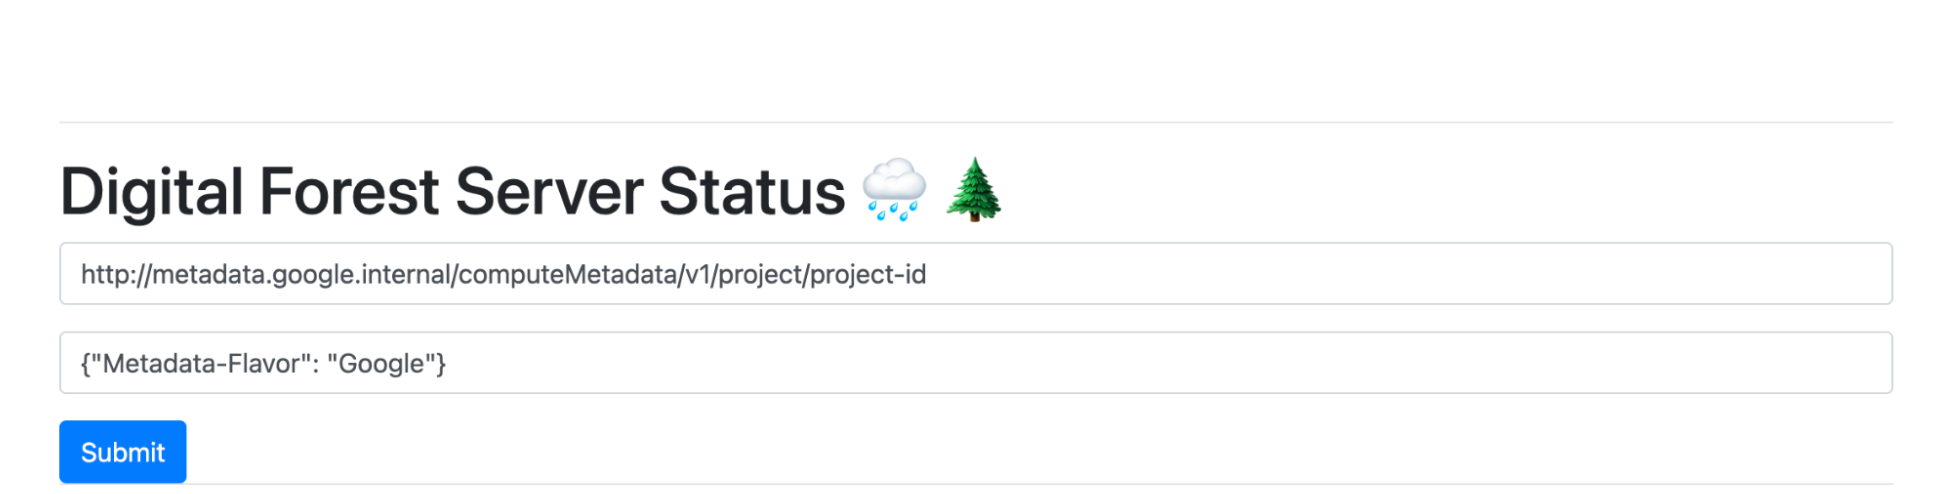 Digital Forest Server Status 🌧️ 🌲
http://metadata.google.internal/computeMetadata/v1/project/project-id
{"Metadata-Flavor": "Google"}
Submit